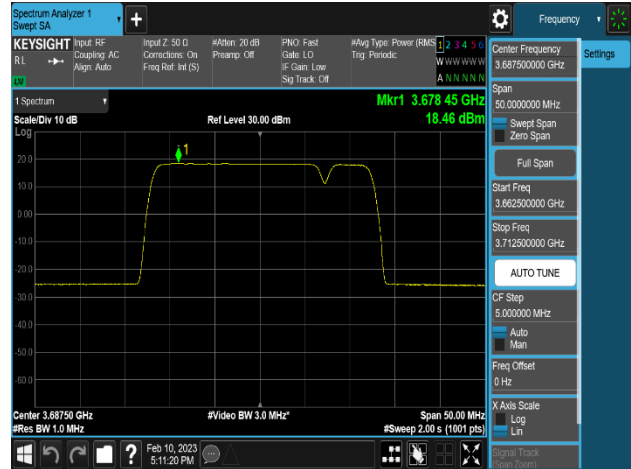 Spectrum Analyzer 1
Swept SA
+
Frequency
KEYSIGHT
RL
Input: RF
Coupling: AC
Align: Auto
Input Z: 50 Ω
Corrections: On
Freq Ref: Int (S)
#Atten: 20 dB
Preamp: Off
PNO: Fast
Gate: LO
IF Gain: Low
Sig Track: Off
#Avg Type: Power (RMS
Trig: Periodic
1 2 3 4 5 6
W W W W W W
A N N N N N
1 Spectrum
Scale/Div 10 dB
Log
Ref Level 30.00 dBm
Mkr1 3.678 45 GHz
18.46 dBm
1
20.0
10.0
0.00
-10.0
-20.0
-30.0
-40.0
-50.0
-60.0
Center 3.68750 GHz
#Res BW 1.0 MHz
#Video BW 3.0 MHz*
Span 50.00 MHz
#Sweep 2.00 s (1001 pts)
?
Feb 10, 2023
5:11:20 PM
Center Frequency
3.687500000 GHz
Settings
Span
50.0000000 MHz
Swept Span
Zero Span
Full Span
Start Freq
3.662500000 GHz
Stop Freq
3.712500000 GHz
AUTO TUNE
CF Step
5.000000 MHz
Auto
Man
Freq Offset
0 Hz
X Axis Scale
Log
Lin
Signal Track
(Span Zoom)